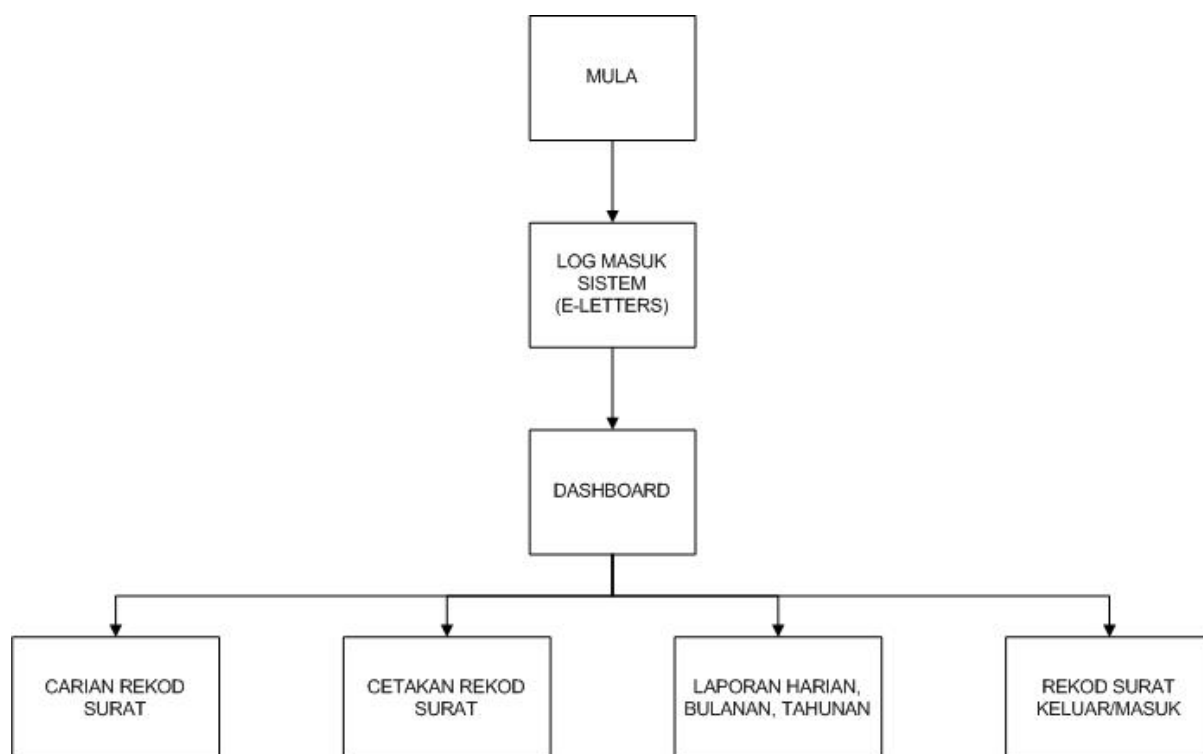 MULA
LOG MASUK
SISTEM
(E-LETTERS)
DASHBOARD
CARIAN REKOD
SURAT
CETAKAN REKOD
SURAT
LAPORAN HARIAN,
BULANAN, TAHUNAN
REKOD SURAT
KELUAR/MASUK